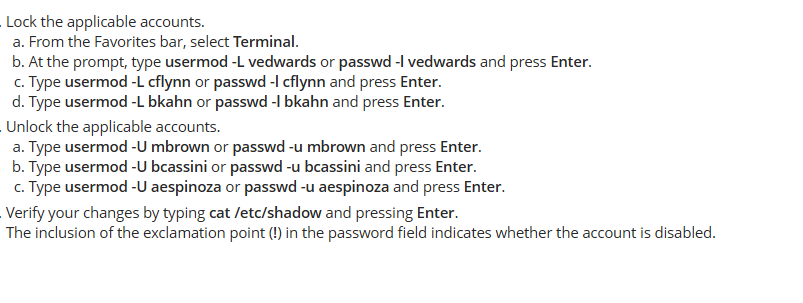 . Lock the applicable accounts.
a. From the Favorites bar, select Terminal.
b. At the prompt, type usermod -L vedwards or passwd -l vedwards and press Enter.
c. Type usermod -L cflynn or passwd -l cflynn and press Enter.
d. Type usermod -L bkahn or passwd -l bkahn and press Enter.
. Unlock the applicable accounts.
a. Type usermod -U mbrown or passwd -u mbrown and press Enter.
b. Type usermod -U bcassini or passwd -u bcassini and press Enter.
c. Type usermod -U aespinoza or passwd -u aespinoza and press Enter.
. Verify your changes by typing cat /etc/shadow and pressing Enter.
The inclusion of the exclamation point (!) in the password field indicates whether the account is disabled.